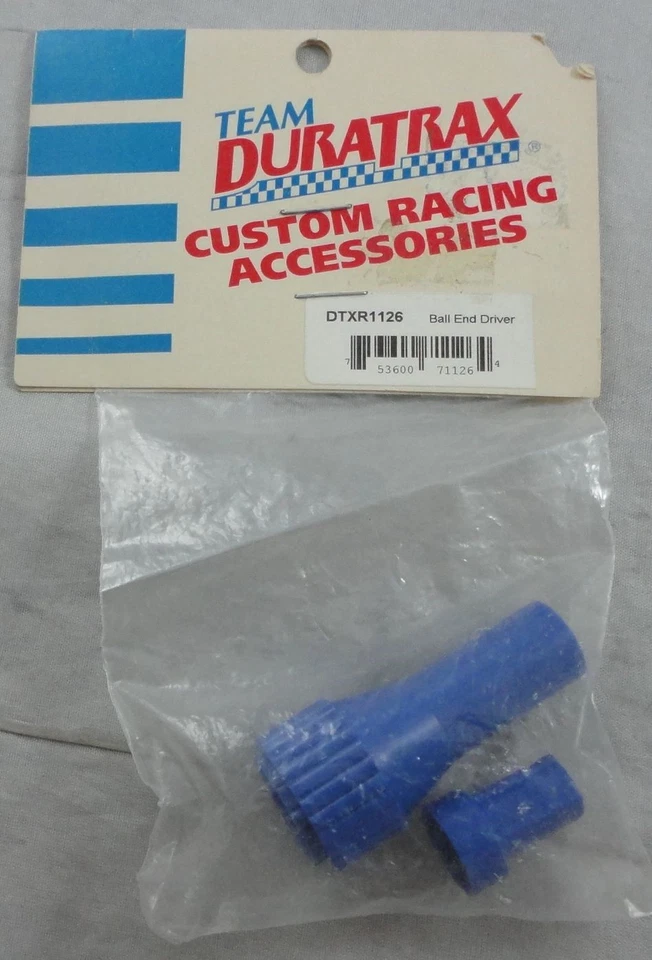 TEAM
DURATRAX®
CUSTOM RACING
ACCESSORIES
DTXR1126 Ball End Driver
7 53600 71126 4